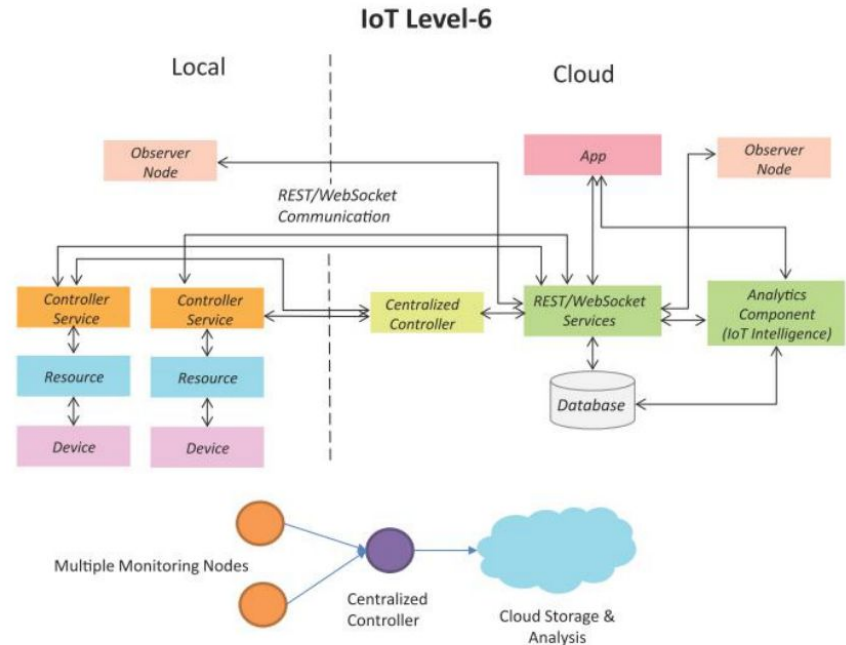 IoT Level-6
Local
Cloud
Observer
Node
App
Observer
Node
REST/WebSocket
Communication
Controller
Service
Controller
Service
Centralized
Controller
REST/WebSocket
Services
Analytics
Component
(IoT Intelligence)
Resource
Resource
Database
Device
Device
Multiple Monitoring Nodes
Centralized
Controller
Cloud Storage &
Analysis